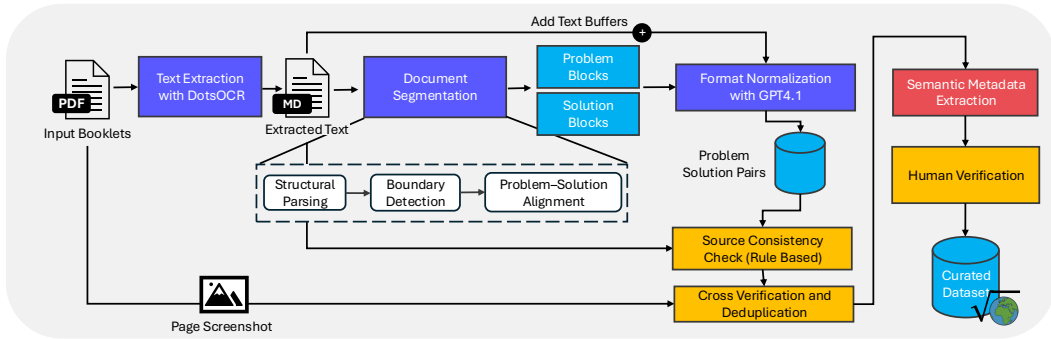 Add Text Buffers
+
PDF
Input Booklets
Text Extraction
with DotsOCR
MD
Extracted Text
Document
Segmentation
Problem
Blocks
Solution
Blocks
Format Normalization
with GPT4.1
Problem
Solution Pairs
Structural
Parsing
Boundary
Detection
Problem–Solution
Alignment
Source Consistency
Check (Rule Based)
Cross Verification and
Deduplication
Page Screenshot
Semantic Metadata
Extraction
Human Verification
Curated
Dataset
√